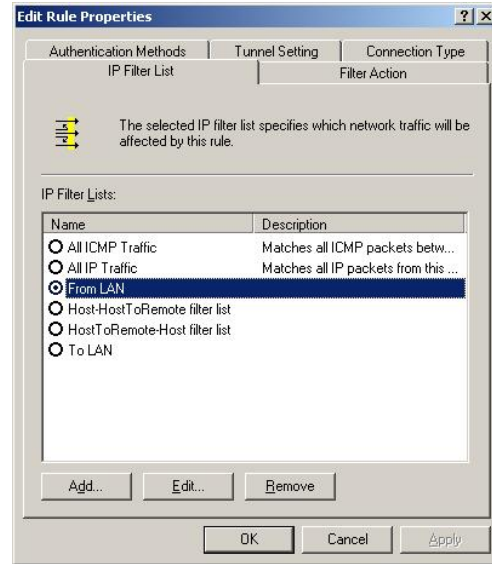 Edit Rule Properties
Authentication Methods Tunnel Setting Connection Type
IP Filter List Filter Action
The selected IP filter list specifies which network traffic will be
affected by this rule.
IP Filter Lists:
Name Description
All ICMP Traffic Matches all ICMP packets betw...
All IP Traffic Matches all IP packets from this ...
From LAN
Host-HostToRemote filter list
HostToRemote-Host filter list
To LAN
Add... Edit... Remove
OK Cancel Apply